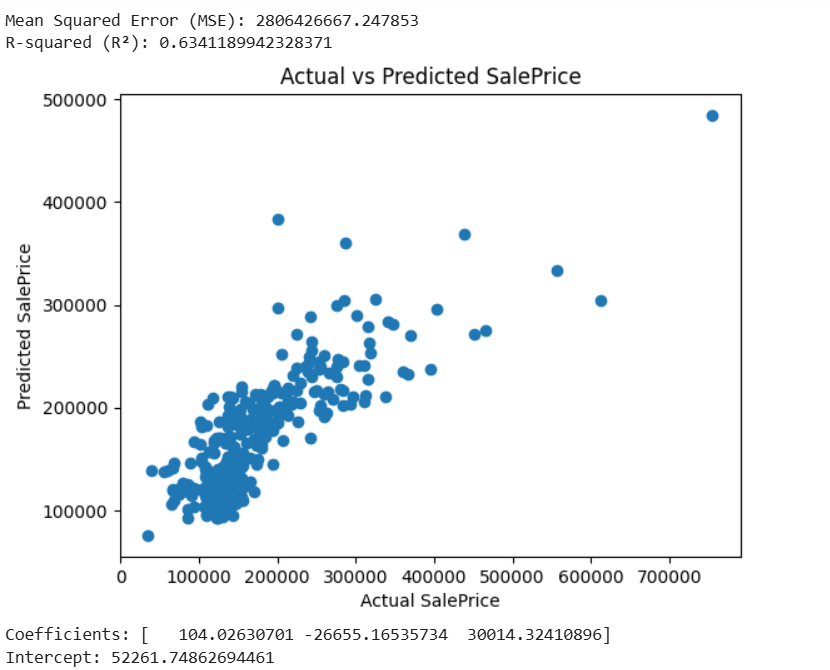 Mean Squared Error (MSE): 2806426667.247853
R-squared (R²): 0.6341189942328371
Actual vs Predicted SalePrice
500000
400000
300000
200000
100000
Predicted SalePrice
0 100000 200000 300000 400000 500000 600000 700000
Actual SalePrice
Coefficients: [   104.02630701 -26655.16535734  30014.32410896]
Intercept: 52261.74862694461